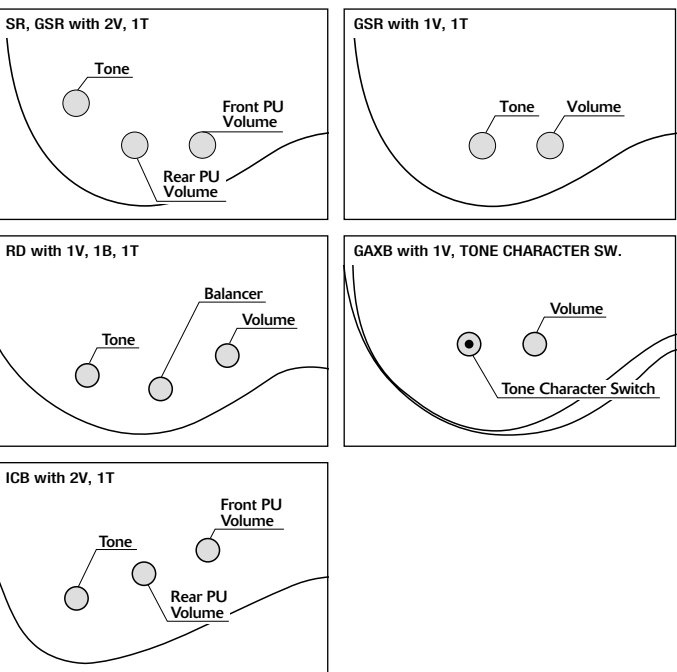 SR, GSR with 2V, 1T
Tone
Front PU
Volume
Rear PU
Volume
GSR with 1V, 1T
Tone
Volume
RD with 1V, 1B, 1T
Balancer
Volume
Tone
GAXB with 1V, TONE CHARACTER SW.
Volume
Tone Character Switch
ICB with 2V, 1T
Front PU
Volume
Tone
Rear PU
Volume